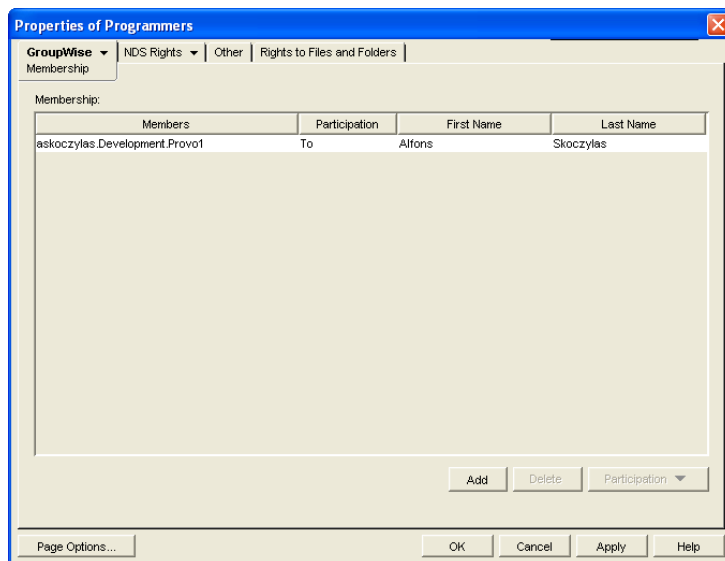 Properties of Programmers
GroupWise NDS Rights Other Rights to Files and Folders
Membership
Membership:
Members Participation First Name Last Name
askoczylas.Development.Provo1 To Alfons Skoczylas
Add Delete Participation
Page Options... OK Cancel Apply Help